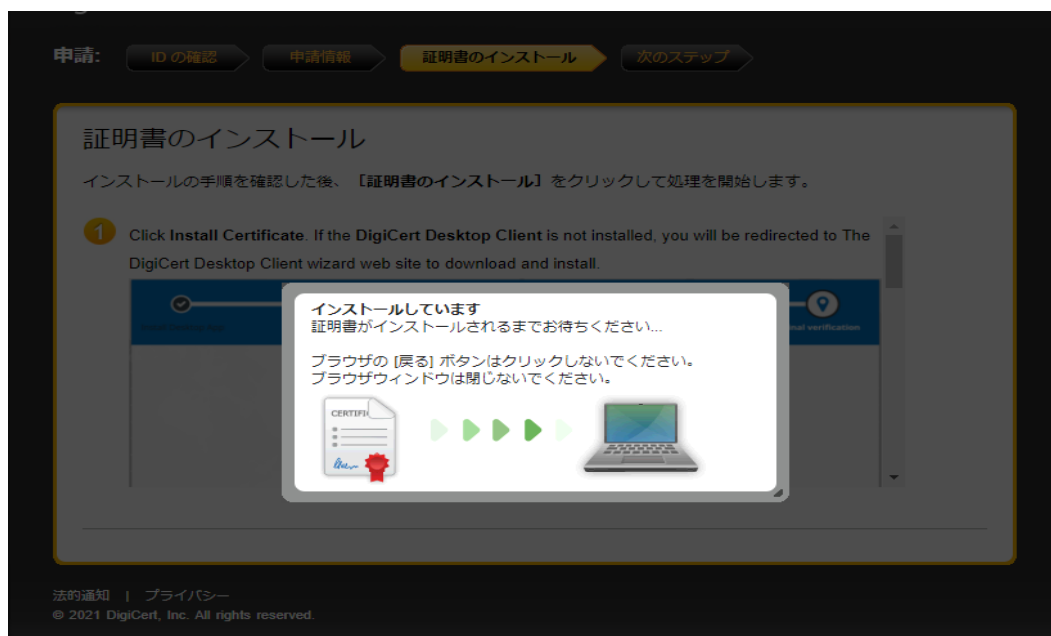 申請:
ID の確認
申請情報
証明書のインストール
次のステップ
証明書のインストール
インストールの手順を確認した後、［証明書のインストール］をクリックして処理を開始します。
1
Click Install Certificate. If the DigiCert Desktop Client is not installed, you will be redirected to The
DigiCert Desktop Client wizard web site to download and install.
verification
インストールしています
証明書がインストールされるまでお待ちください...
ブラウザの [戻る] ボタンはクリックしないでください。
ブラウザウィンドウは閉じないでください。
法的通知 | プライバシー
© 2021 DigiCert, Inc. All rights reserved.